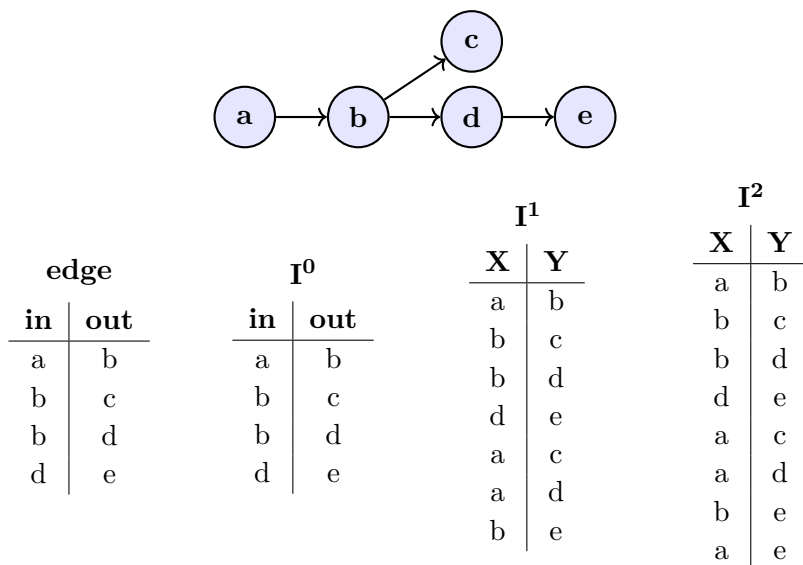 c
a b d e
edge
in out
a b
b c
b d
d e
I⁰
in out
a b
b c
b d
d e
I¹
X Y
a b
b c
b d
d e
a c
a d
b e
I²
X Y
a b
b c
b d
d e
a c
a d
b e
a e